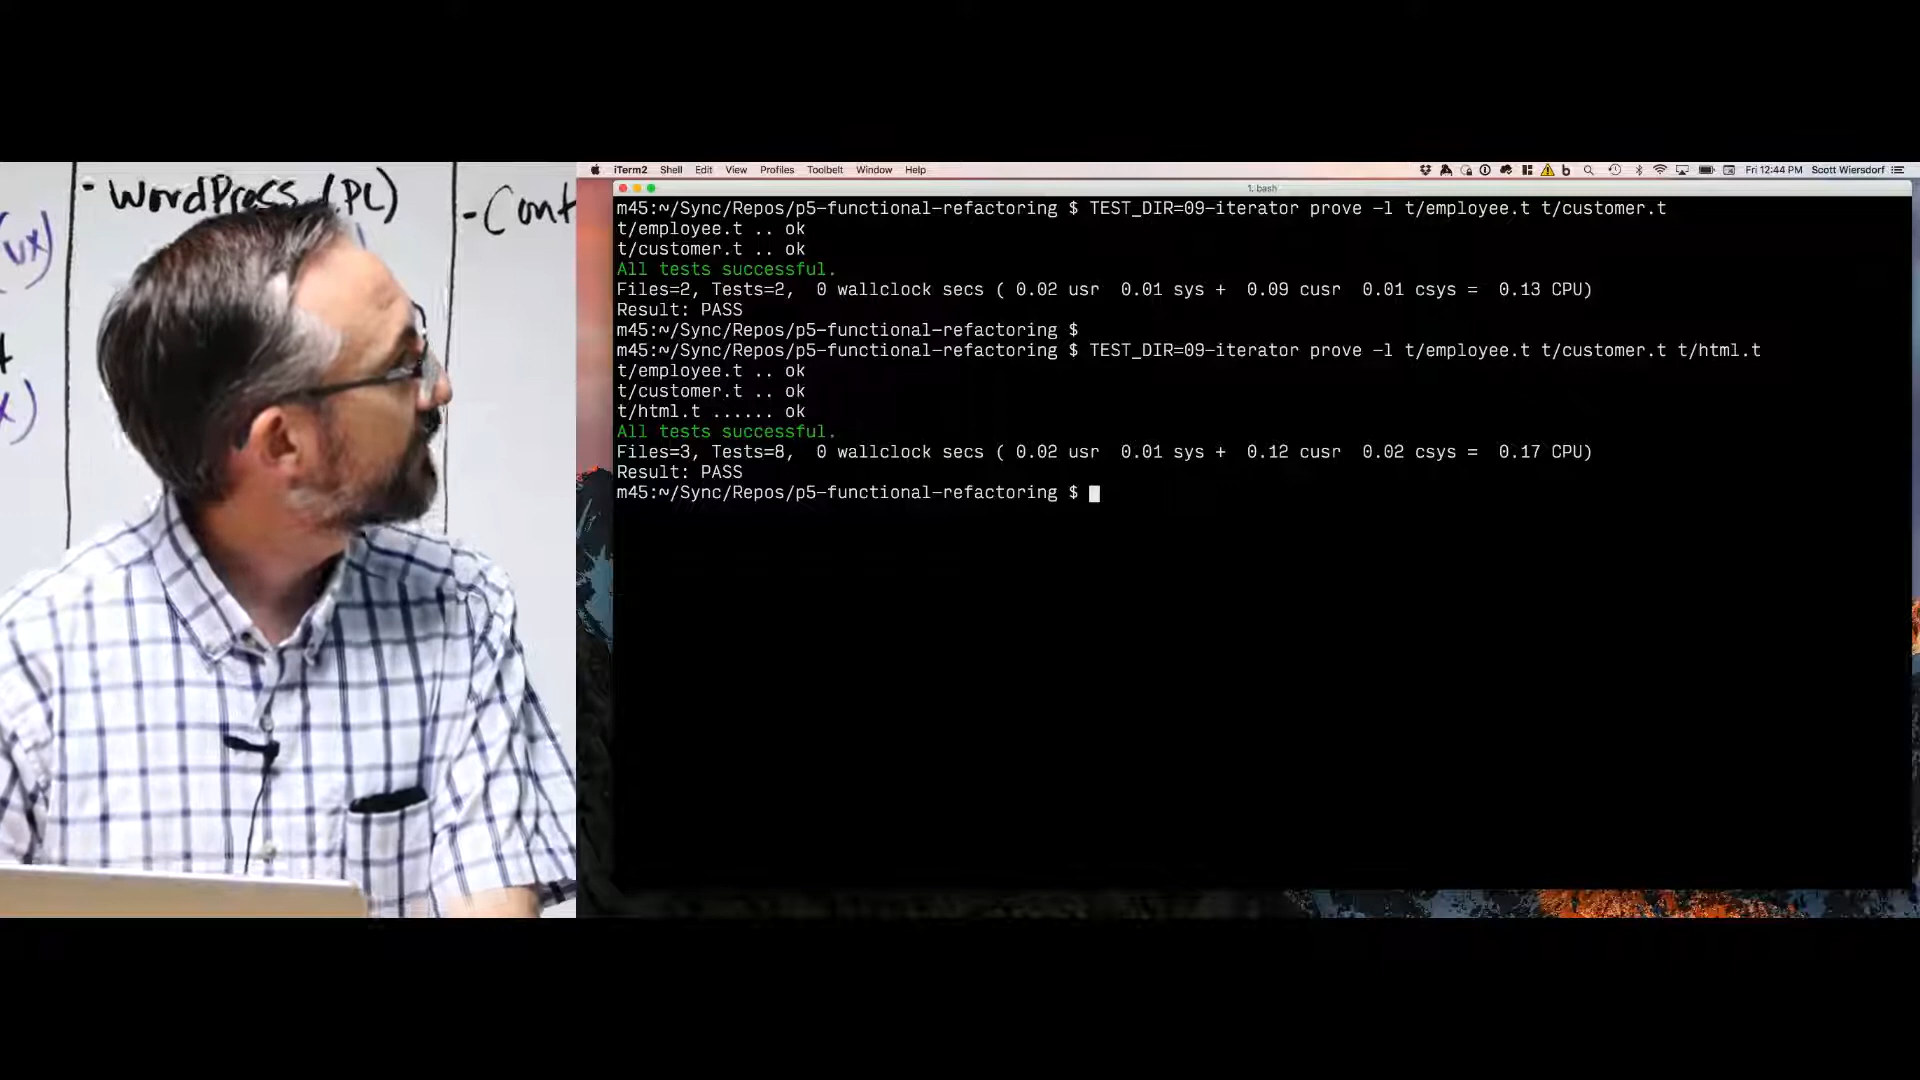 • WordPress (PL)
- Cont
(UX)
iTerm2 Shell Edit View Profiles Toolbelt Window Help
Fri 12:44 PM Scott Wiersdorf
1. bash
m45:~/Sync/Repos/p5-functional-refactoring $ TEST_DIR=09-iterator prove -l t/employee.t t/customer.t
t/employee.t .. ok
t/customer.t .. ok
All tests successful.
Files=2, Tests=2,  0 wallclock secs ( 0.02 usr  0.01 sys +  0.09 cusr  0.01 csys =  0.13 CPU)
Result: PASS
m45:~/Sync/Repos/p5-functional-refactoring $
m45:~/Sync/Repos/p5-functional-refactoring $ TEST_DIR=09-iterator prove -l t/employee.t t/customer.t t/html.t
t/employee.t .. ok
t/customer.t .. ok
t/html.t ...... ok
All tests successful.
Files=3, Tests=8,  0 wallclock secs ( 0.02 usr  0.01 sys +  0.12 cusr  0.02 csys =  0.17 CPU)
Result: PASS
m45:~/Sync/Repos/p5-functional-refactoring $